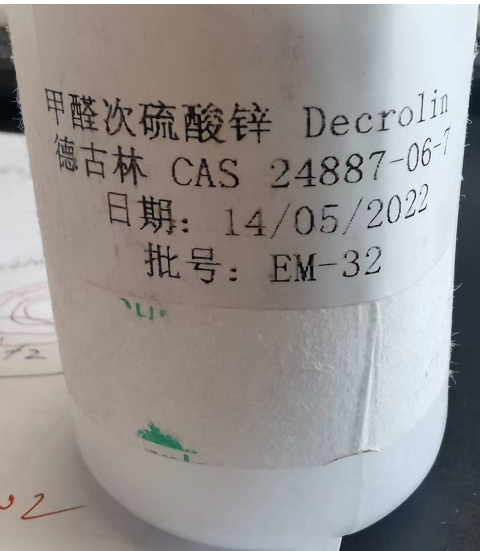 甲醛次硫酸锌 Decrolin
德古林 CAS 24887-06-7
日期: 14/05/2022
批号: EM-32